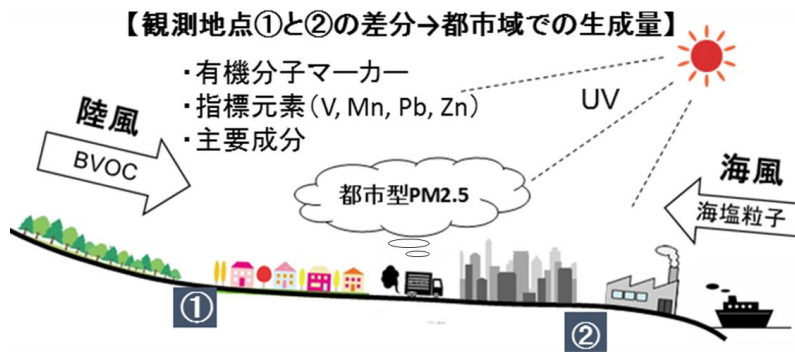 【観測地点①と②の差分→都市域での生成量】
・有機分子マーカー
・指標元素(V, Mn, Pb, Zn)
・主要成分
UV
陸風
BVOC
海風
海塩粒子
都市型PM2.5
①
②